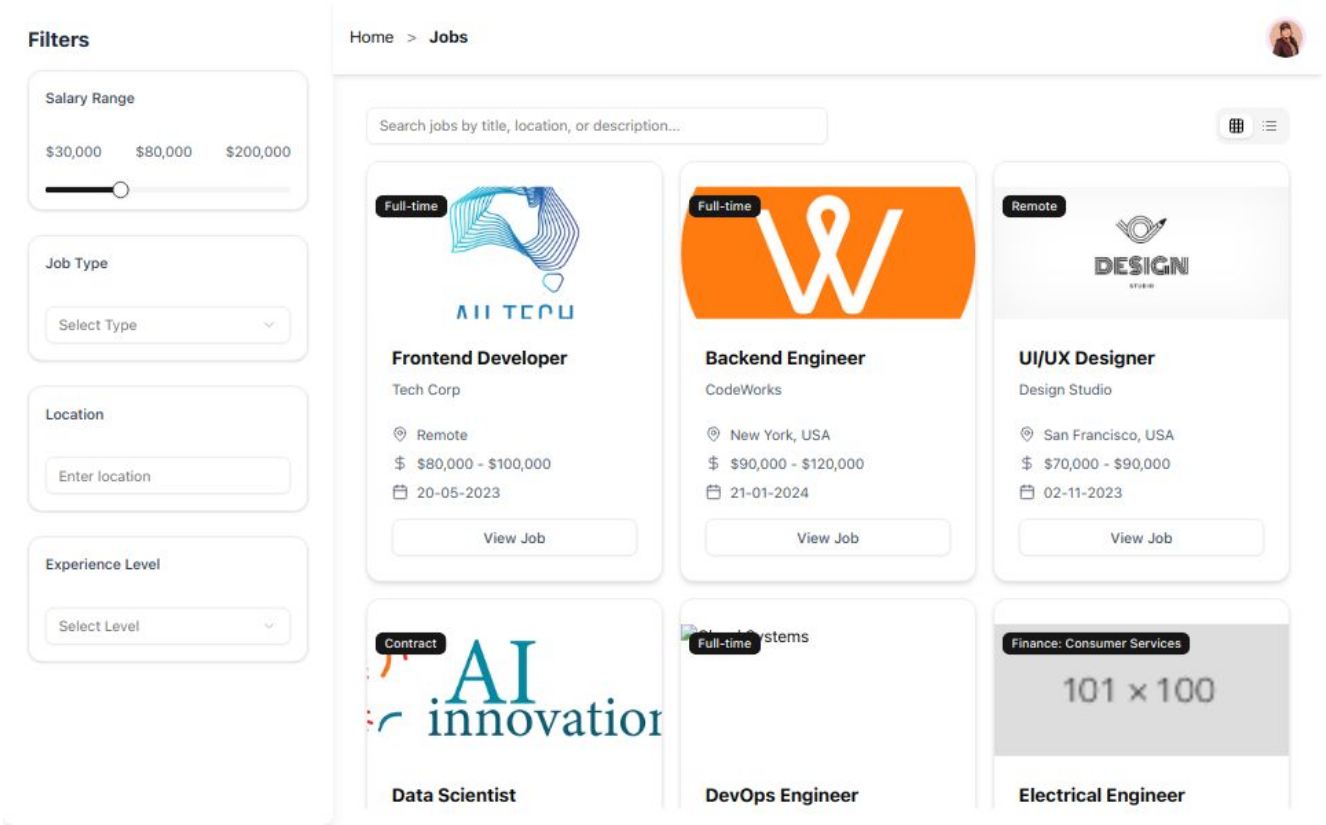 Filters
Salary Range
$30,000 $80,000 $200,000
Job Type
Select Type
Location
Enter location
Experience Level
Select Level
Home > Jobs
Search jobs by title, location, or description...
Full-time
Frontend Developer
Tech Corp
Remote
$80,000 - $100,000
20-05-2023
View Job
Full-time
W
Backend Engineer
CodeWorks
New York, USA
$90,000 - $120,000
21-01-2024
View Job
Remote
DESIGN
STUDIO
UI/UX Designer
Design Studio
San Francisco, USA
$70,000 - $90,000
02-11-2023
View Job
Contract
AI
innovation
Data Scientist
Full-time
Systems
DevOps Engineer
Finance: Consumer Services
101 × 100
Electrical Engineer